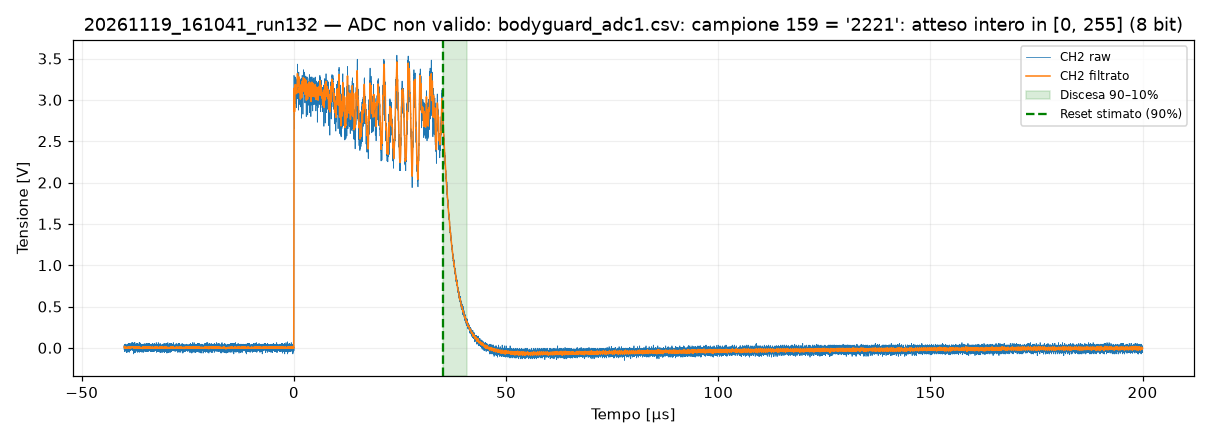 20261119_161041_run132 — ADC non valido: bodyguard_adc1.csv: campione 159 = '2221': atteso intero in [0, 255] (8 bit)
CH2 raw
CH2 filtrato
Discesa 90–10%
Reset stimato (90%)
Tensione [V]
3.5
3.0
2.5
2.0
1.5
1.0
0.5
0.0
−50
0
50
100
150
200
Tempo [µs]